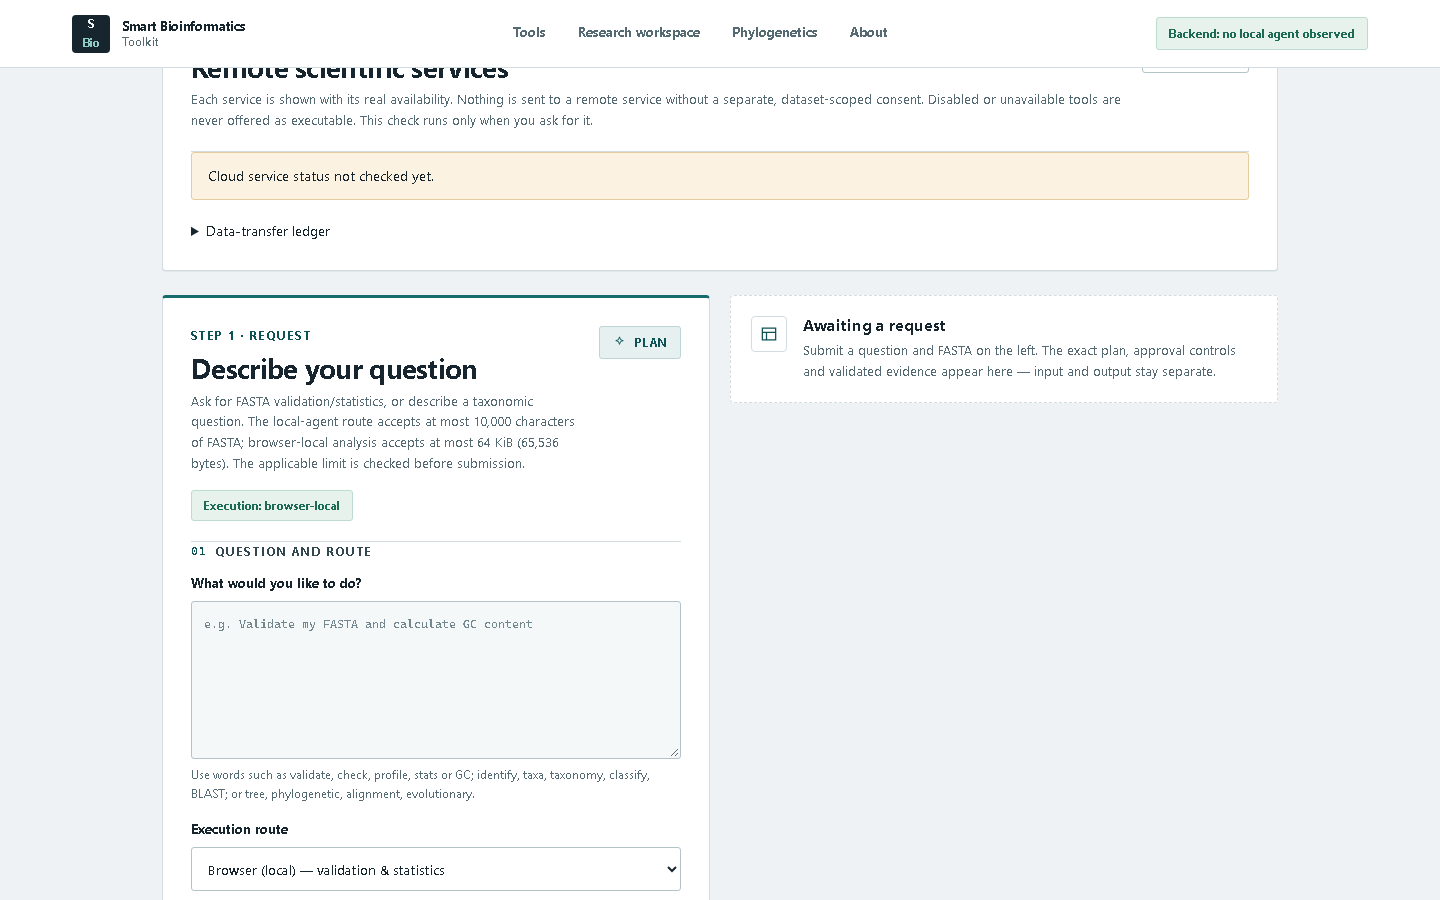 S
Bio
Smart Bioinformatics
Toolkit
Tools
Research workspace
Phylogenetics
About
Backend: no local agent observed
Remote scientific services
Each service is shown with its real availability. Nothing is sent to a remote service without a separate, dataset-scoped consent. Disabled or unavailable tools are
never offered as executable. This check runs only when you ask for it.
Cloud service status not checked yet.
Data-transfer ledger
STEP 1 · REQUEST
PLAN
Describe your question
Ask for FASTA validation/statistics, or describe a taxonomic
question. The local-agent route accepts at most 10,000 characters
of FASTA; browser-local analysis accepts at most 64 KiB (65,536
bytes). The applicable limit is checked before submission.
Execution: browser-local
01 QUESTION AND ROUTE
What would you like to do?
e.g. Validate my FASTA and calculate GC content
Use words such as validate, check, profile, stats or GC; identify, taxa, taxonomy, classify,
BLAST; or tree, phylogenetic, alignment, evolutionary.
Execution route
Browser (local) — validation & statistics
Awaiting a request
Submit a question and FASTA on the left. The exact plan, approval controls
and validated evidence appear here — input and output stay separate.